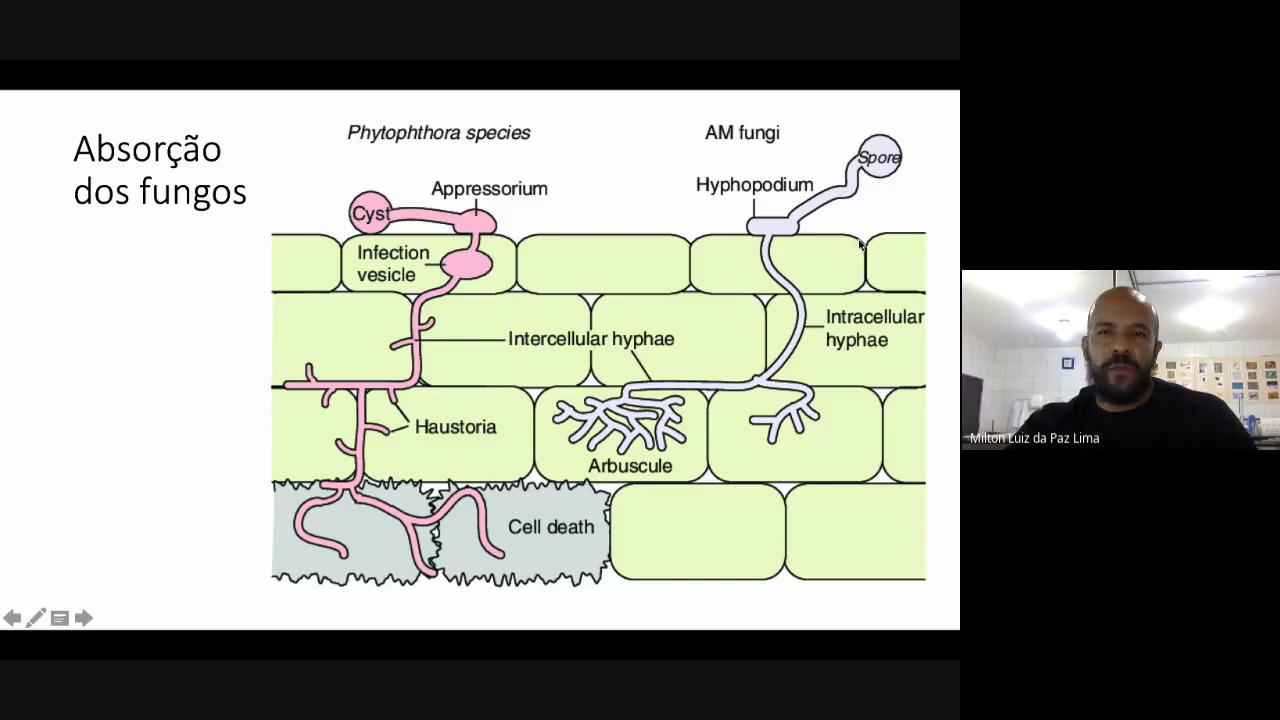 Absorção
dos fungos
Phytophthora species
AM fungi
Spore
Appressorium
Hyphopodium
Cyst
Infection
vesicle
Intercellular hyphae
Intracellular
hyphae
Haustoria
Arbuscule
Cell death
Milton Luiz da Paz Lima